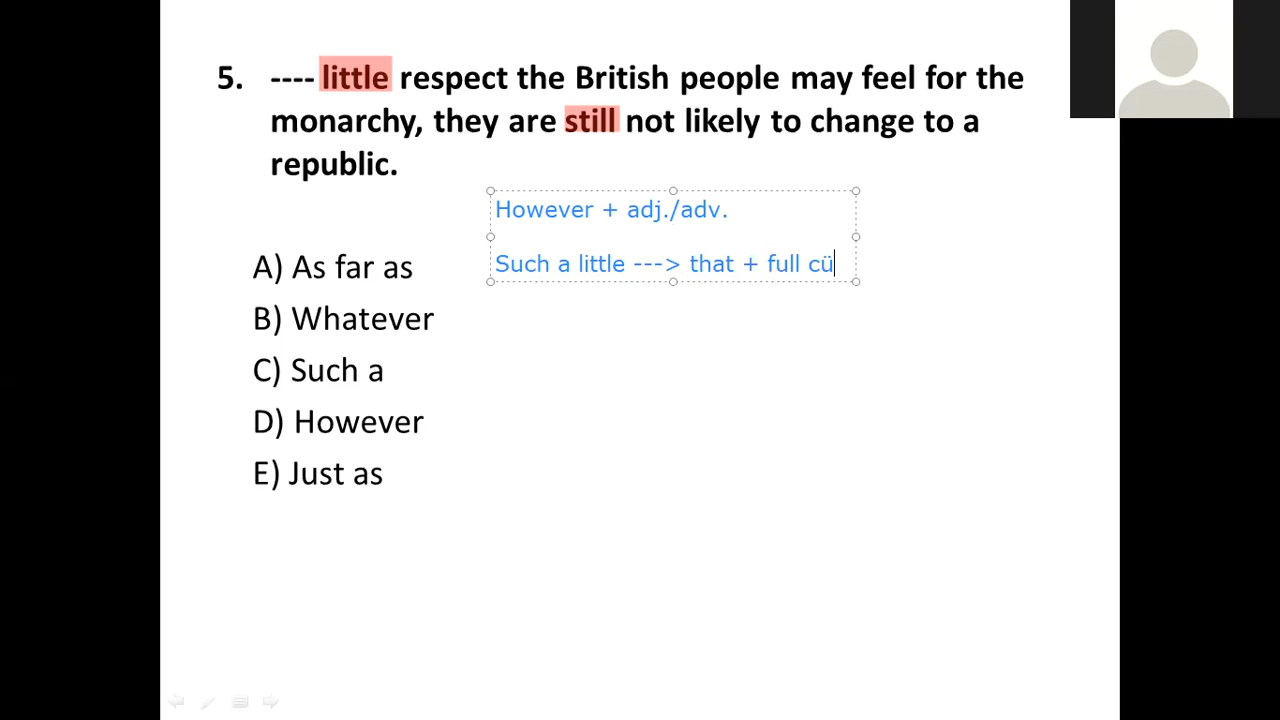 5. ---- little respect the British people may feel for the
monarchy, they are still not likely to change to a
republic.
However + adj./adv.
Such a little ---> that + full cü
A) As far as
B) Whatever
C) Such a
D) However
E) Just as